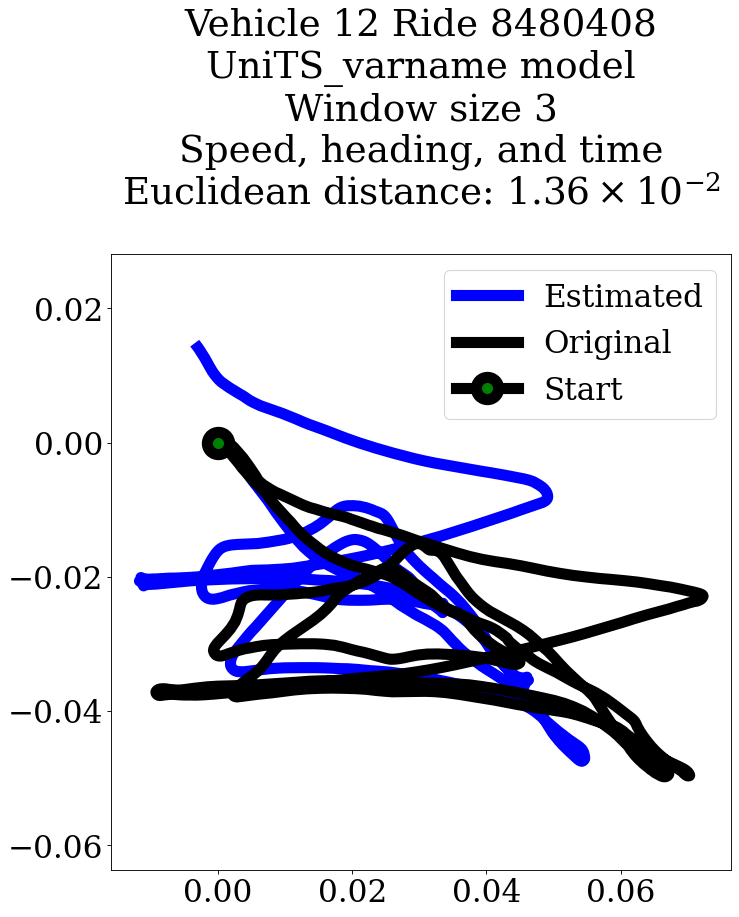 Vehicle 12 Ride 8480408
UniTS_varname model
Window size 3
Speed, heading, and time
Euclidean distance: 1.36 × 10⁻²
Estimated
Original
Start
0.02
0.00
−0.02
−0.04
−0.06
0.00 0.02 0.04 0.06